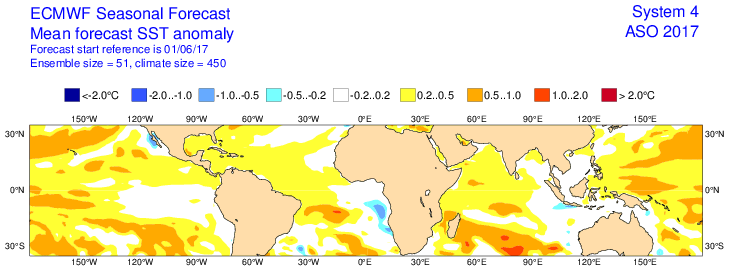 ECMWF Seasonal Forecast
System 4
Mean forecast SST anomaly
ASO 2017
Forecast start reference is 01/06/17
Ensemble size = 51, climate size = 450
<-2.0°C -2.0..-1.0 -1.0..-0.5 -0.5..-0.2 -0.2..0.2 0.2..0.5 0.5..1.0 1.0..2.0 > 2.0°C
150°W 120°W 90°W 60°W 30°W 0°E 30°E 60°E 90°E 120°E 150°E
30°N 30°N
0°N 0°N
30°S 30°S
150°W 120°W 90°W 60°W 30°W 0°E 30°E 60°E 90°E 120°E 150°E